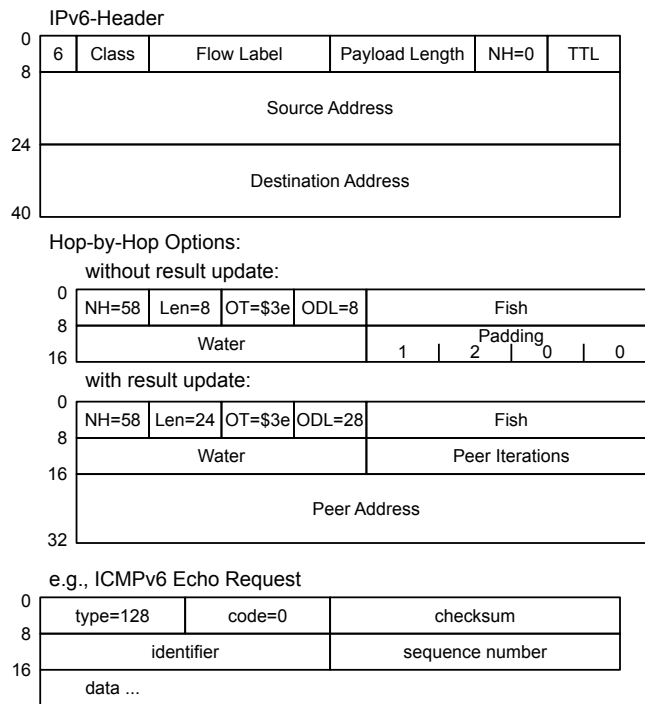 IPv6-Header
0
6 Class Flow Label Payload Length NH=0 TTL
8
Source Address
24
Destination Address
40
Hop-by-Hop Options:
without result update:
0
NH=58 Len=8 OT=$3e ODL=8 Fish
8
Water Padding
1 2 0 0
16
with result update:
0
NH=58 Len=24 OT=$3e ODL=28 Fish
8
Water Peer Iterations
16
Peer Address
32
e.g., ICMPv6 Echo Request
0
type=128 code=0 checksum
8
identifier sequence number
16
data ...